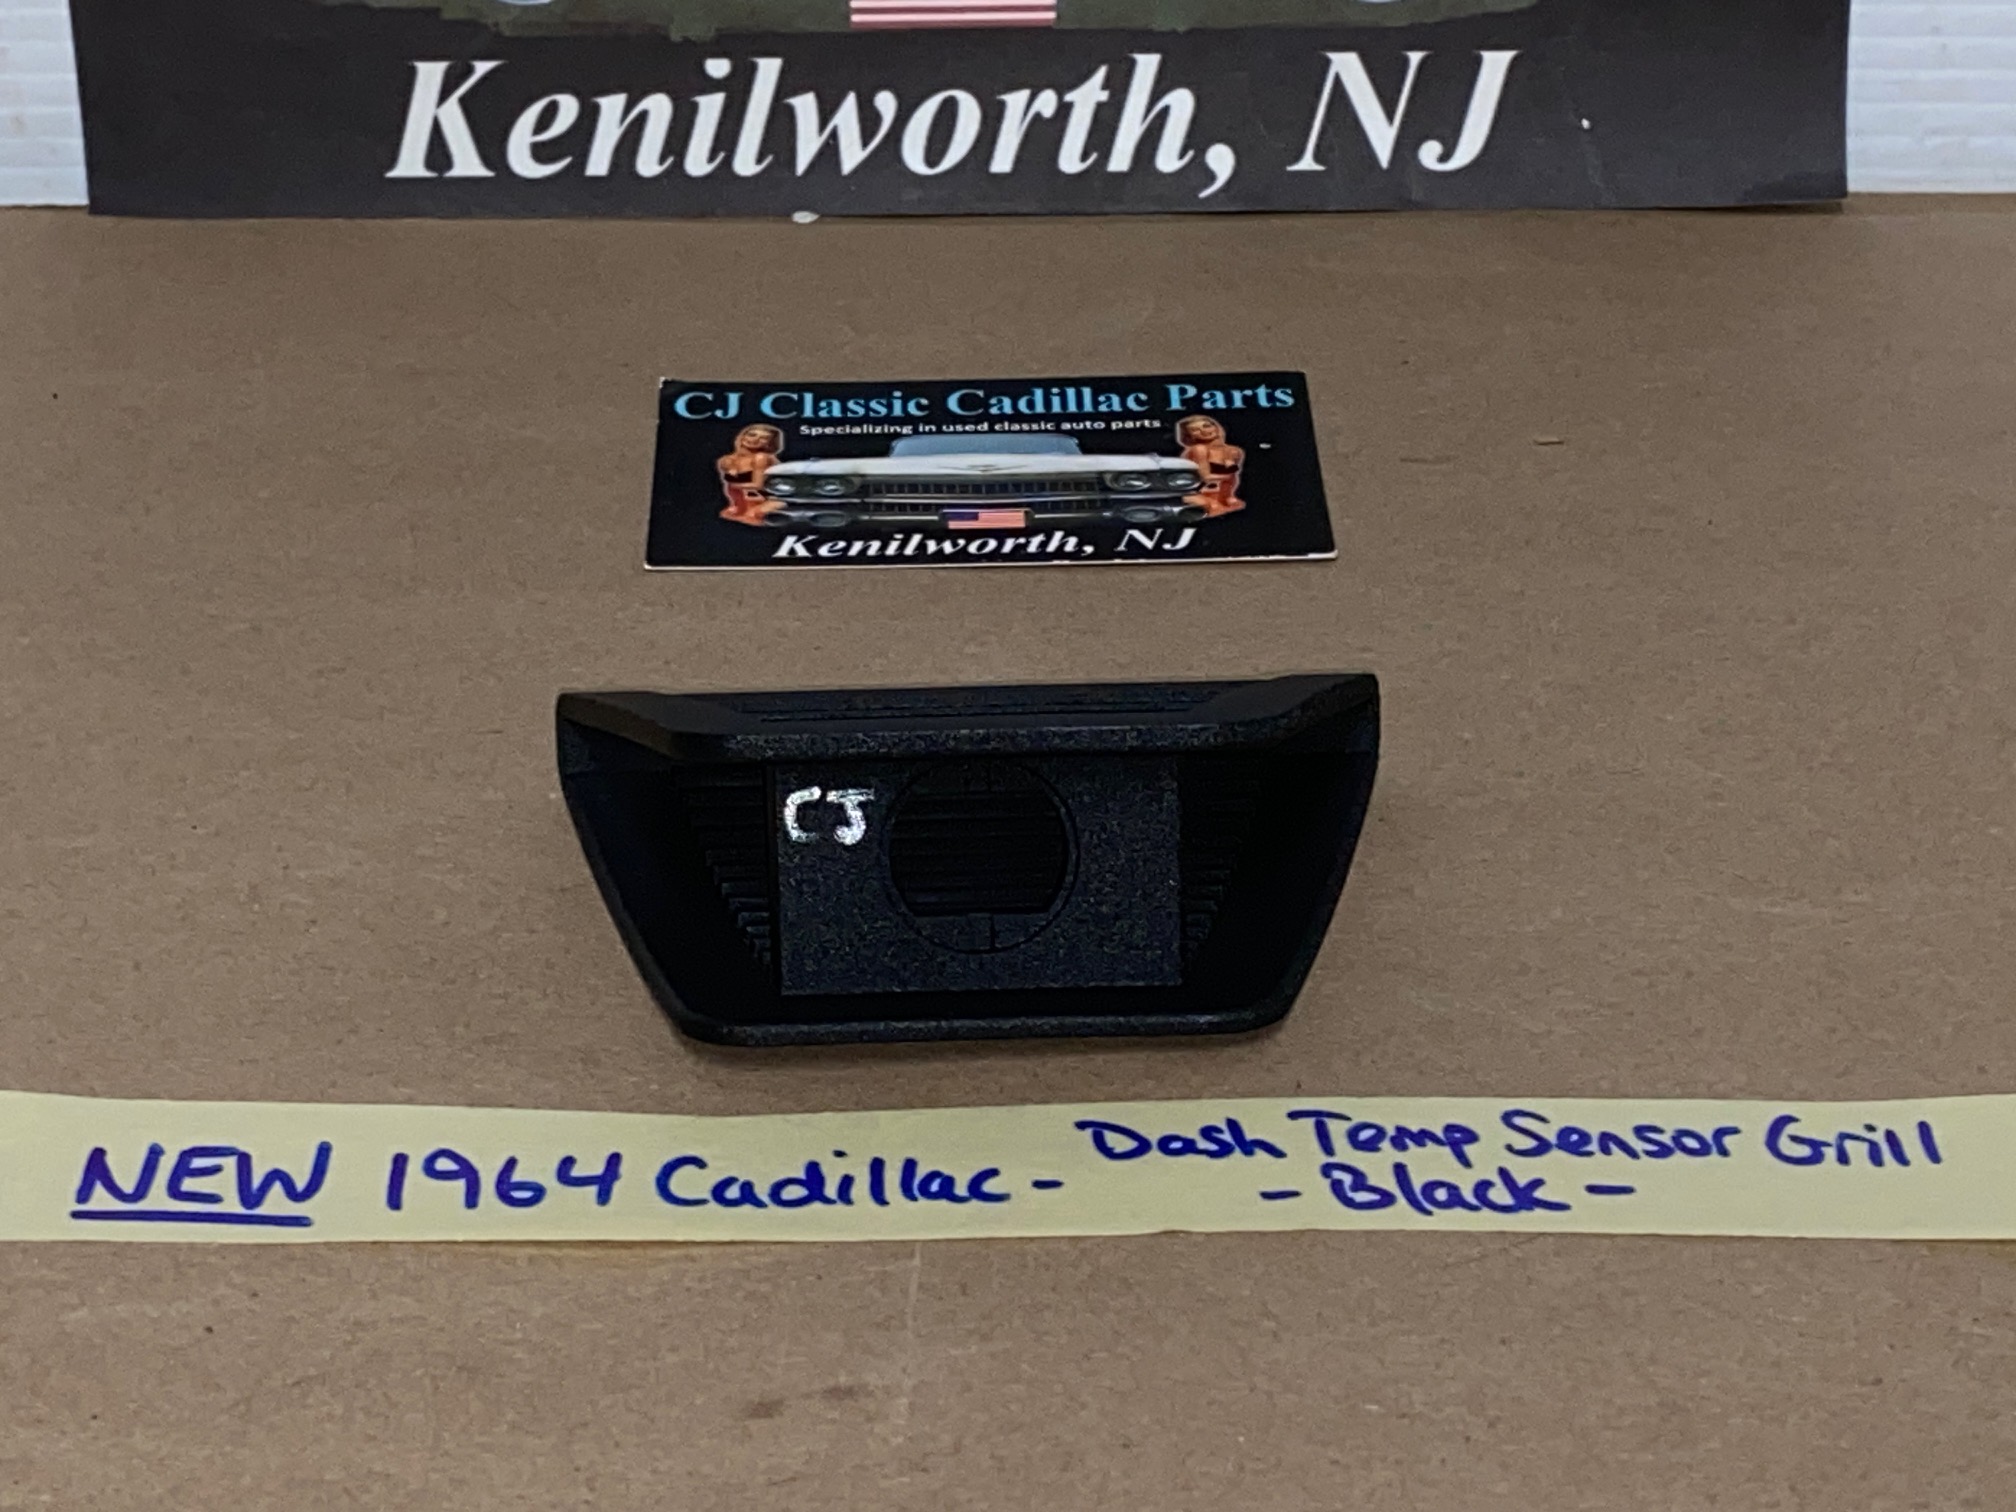 Kenilworth, NJ
CJ Classic Cadillac Parts
Specializing in used classic auto parts
Kenilworth, NJ
CJ
NEW 1964 Cadillac - Dash Temp Sensor Grill
- Black -